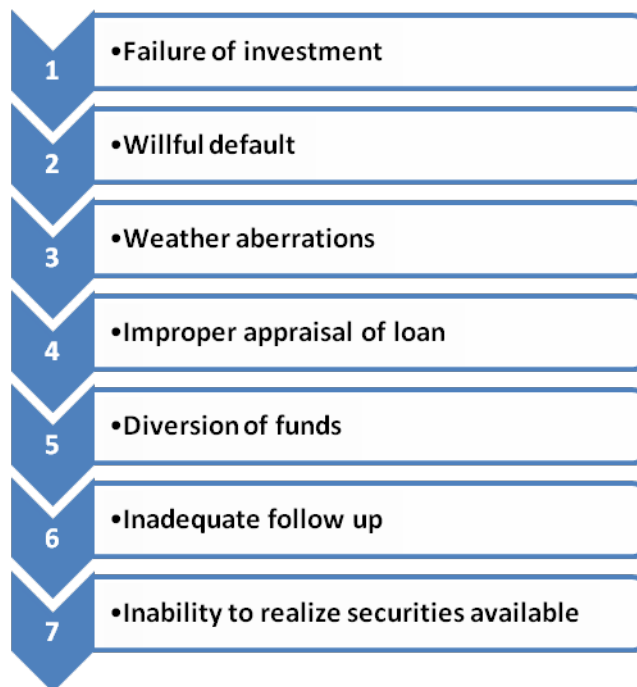 1 •Failure of investment
2 •Willful default
3 •Weather aberrations
4 •Improper appraisal of loan
5 •Diversion of funds
6 •Inadequate follow up
7 •Inability to realize securities available